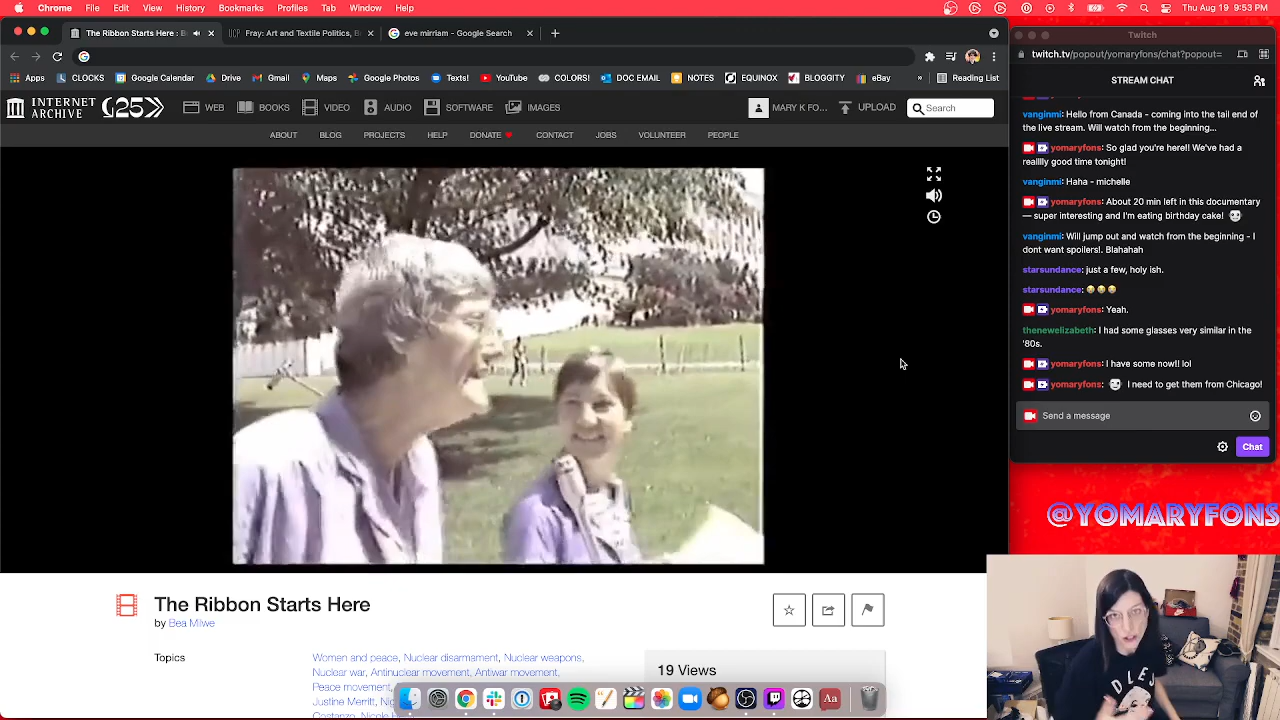 Chrome File Edit View History Bookmarks Profiles Tab Window Help Thu Aug 19 9:53 PM
The Ribbon Starts Here : B
Fray: Art and Textile Politics, B
eve mirriam - Google Search
Twitch
twitch.tv/popout/yomaryfons/chat?popout=
Apps CLOCKS Google Calendar Drive Gmail Maps Google Photos Texts! YouTube COLORS! DOC EMAIL NOTES EQUINOX BLOGGITY eBay » Reading List
INTERNET ARCHIVE 25 WEB BOOKS VIDEO AUDIO SOFTWARE IMAGES MARY K FO... UPLOAD Search
ABOUT BLOG PROJECTS HELP DONATE CONTACT JOBS VOLUNTEER PEOPLE
STREAM CHAT
vanginmi: Hello from Canada - coming into the tail end of
the live stream. Will watch from the beginning...
yomaryfons: So glad you're here!! We've had a
realllly good time tonight!
vanginmi: Haha - michelle
yomaryfons: About 20 min left in this documentary
— super interesting and I'm eating birthday cake!
vanginmi: Will jump out and watch from the beginning - I
dont want spoilers!. Blahahah
starsundance: just a few, holy ish.
starsundance:
yomaryfons: Yeah.
thenewelizabeth: I had some glasses very similar in the
'80s.
yomaryfons: I have some now!! lol
yomaryfons: I need to get them from Chicago!
Send a message
Chat
@YOMARYFONS
The Ribbon Starts Here
by Bea Milwe
Topics
Women and peace, Nuclear disarmament, Nuclear weapons,
Nuclear war, Antinuclear movement, Antiwar movement,
Peace movement,
Justine Merritt, Ni
19 Views
Aa